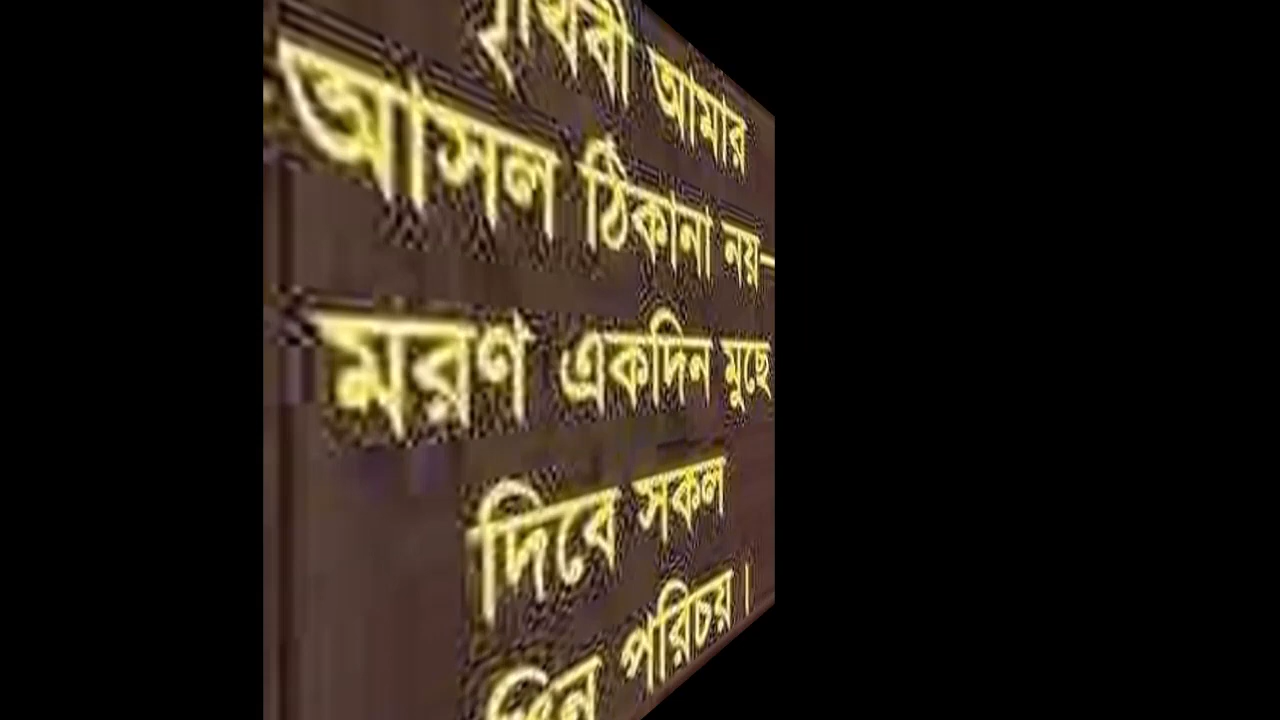 পৃথিবী আমার
আসল ঠিকানা নয়—
মরণ একদিন মুছে
দিবে সকল
পরিচয়।